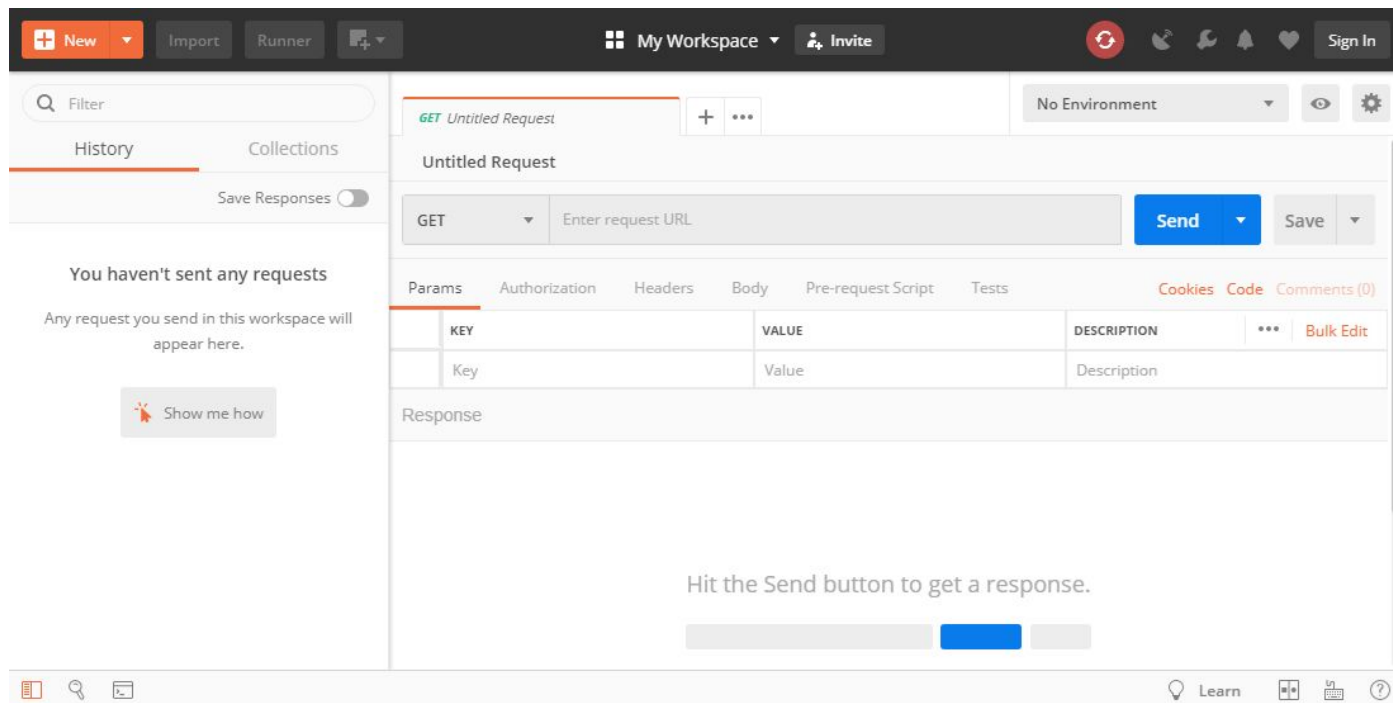 New
Import
Runner
My Workspace
Invite
Sign In
Filter
History
Collections
Save Responses
You haven't sent any requests
Any request you send in this workspace will
appear here.
Show me how
GET Untitled Request
No Environment
Untitled Request
GET
Enter request URL
Send
Save
Params
Authorization
Headers
Body
Pre-request Script
Tests
Cookies
Code
Comments (0)
KEY
VALUE
DESCRIPTION
Bulk Edit
Key
Value
Description
Response
Hit the Send button to get a response.
Learn